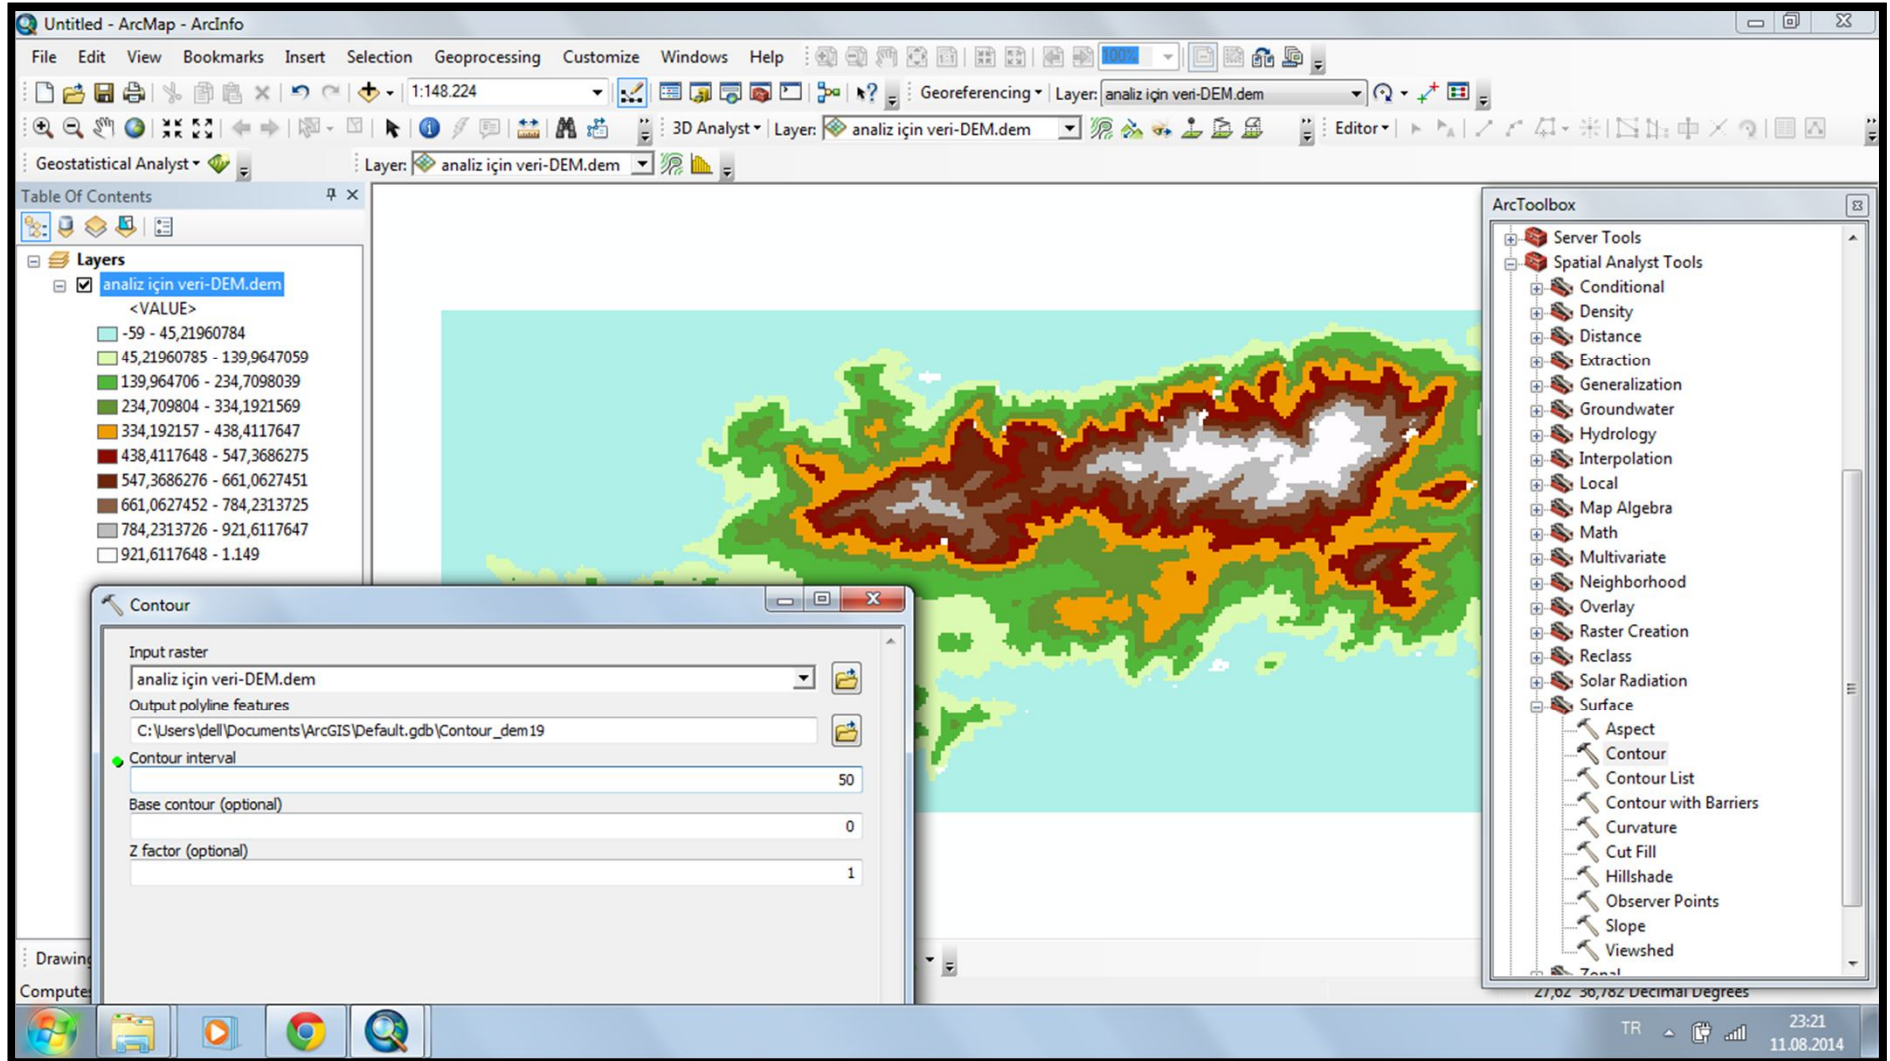 Untitled - ArcMap - ArcInfo
File Edit View Bookmarks Insert Selection Geoprocessing Customize Windows Help 100%
1:148.224 Georeferencing Layer: analiz için veri-DEM.dem
3D Analyst Layer: analiz için veri-DEM.dem Editor
Geostatistical Analyst Layer: analiz için veri-DEM.dem
Table Of Contents
Layers
analiz için veri-DEM.dem
<VALUE>
-59 - 45,21960784
45,21960785 - 139,9647059
139,964706 - 234,7098039
234,709804 - 334,1921569
334,192157 - 438,4117647
438,4117648 - 547,3686275
547,3686276 - 661,0627451
661,0627452 - 784,2313725
784,2313726 - 921,6117647
921,6117648 - 1.149
Contour
Input raster
analiz için veri-DEM.dem
Output polyline features
C:\Users\dell\Documents\ArcGIS\Default.gdb\Contour_dem19
Contour interval
50
Base contour (optional)
0
Z factor (optional)
1
ArcToolbox
Server Tools
Spatial Analyst Tools
Conditional
Density
Distance
Extraction
Generalization
Groundwater
Hydrology
Interpolation
Local
Map Algebra
Math
Multivariate
Neighborhood
Overlay
Raster Creation
Reclass
Solar Radiation
Surface
Aspect
Contour
Contour List
Contour with Barriers
Curvature
Cut Fill
Hillshade
Observer Points
Slope
Viewshed
Zonal
Drawing
Computes
27,62 36,782 Decimal Degrees
TR
23:21
11.08.2014